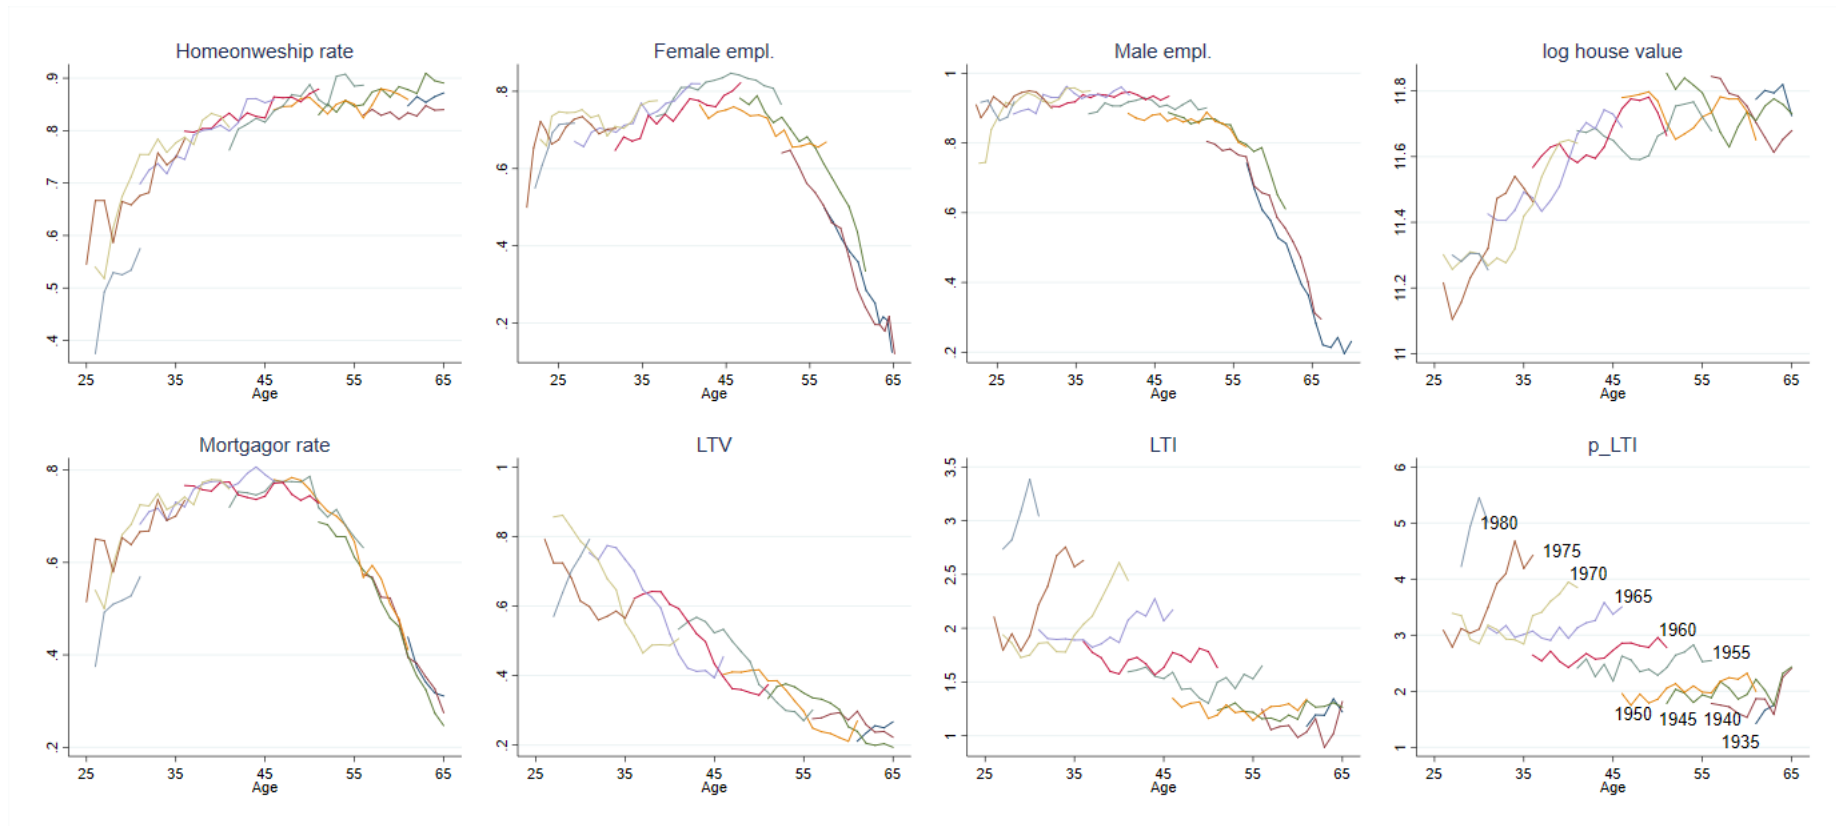 Homeonweship rate
.9
.8
.7
.6
.5
.4
25 35 45 55 65
Age
Female empl.
.8
.6
.4
.2
25 35 45 55 65
Age
Male empl.
1
.8
.6
.4
.2
25 35 45 55 65
Age
log house value
11.8
11.6
11.4
11.2
11
25 35 45 55 65
Age
Mortgagor rate
.8
.6
.4
.2
25 35 45 55 65
Age
LTV
1
.8
.6
.4
.2
25 35 45 55 65
Age
LTI
3.5
3
2.5
2
1.5
1
25 35 45 55 65
Age
p_LTI
6
5
4
3
2
1
1980
1975
1970
1965
1960
1955
1950 1945 1940
1935
25 35 45 55 65
Age